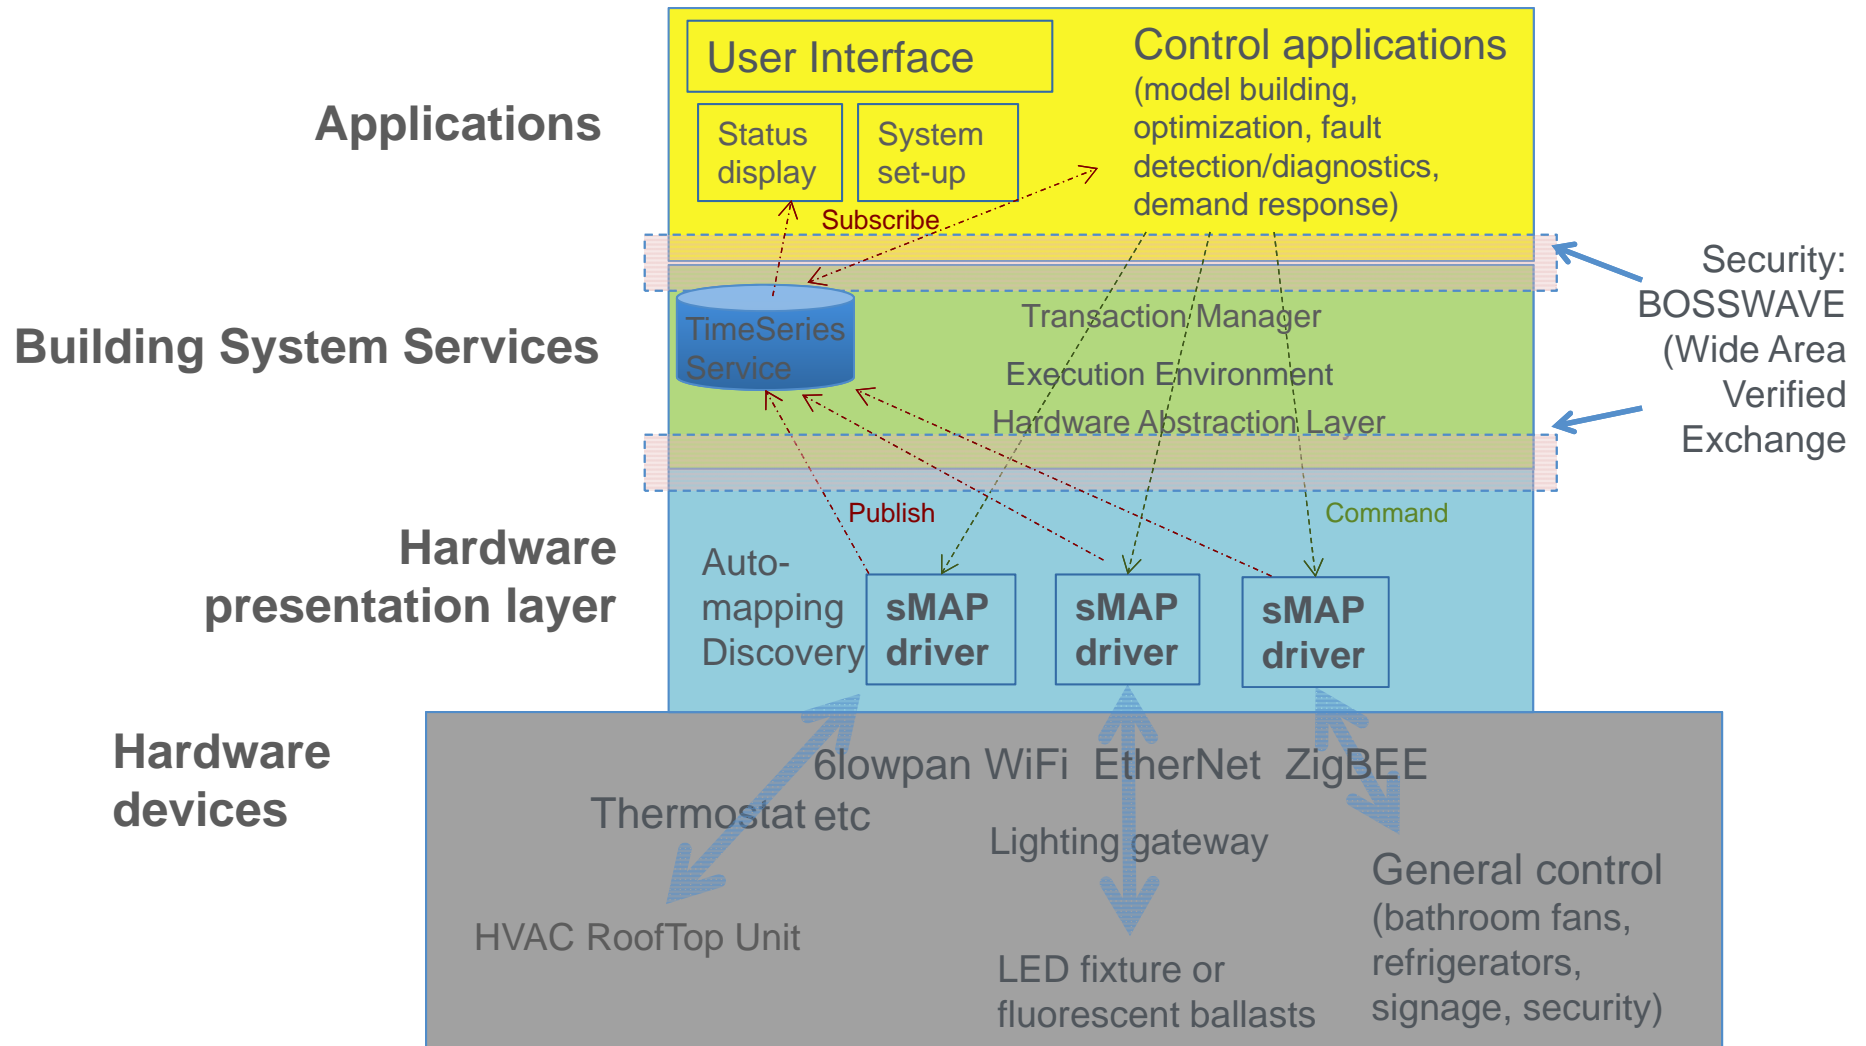 Applications
User Interface
Status
display
System
set-up
Control applications
(model building,
optimization, fault
detection/diagnostics,
demand response)
Subscribe
Security:
BOSSWAVE
(Wide Area
Verified
Exchange
Building System Services
TimeSeries
Service
Transaction Manager
Execution Environment
Hardware Abstraction Layer
Publish
Command
Hardware
presentation layer
Auto-
mapping
Discovery
sMAP
driver
sMAP
driver
sMAP
driver
Hardware
devices
6lowpan WiFi EtherNet ZigBEE
etc
Thermostat
Lighting gateway
HVAC RoofTop Unit
LED fixture or
fluorescent ballasts
General control
(bathroom fans,
refrigerators,
signage, security)